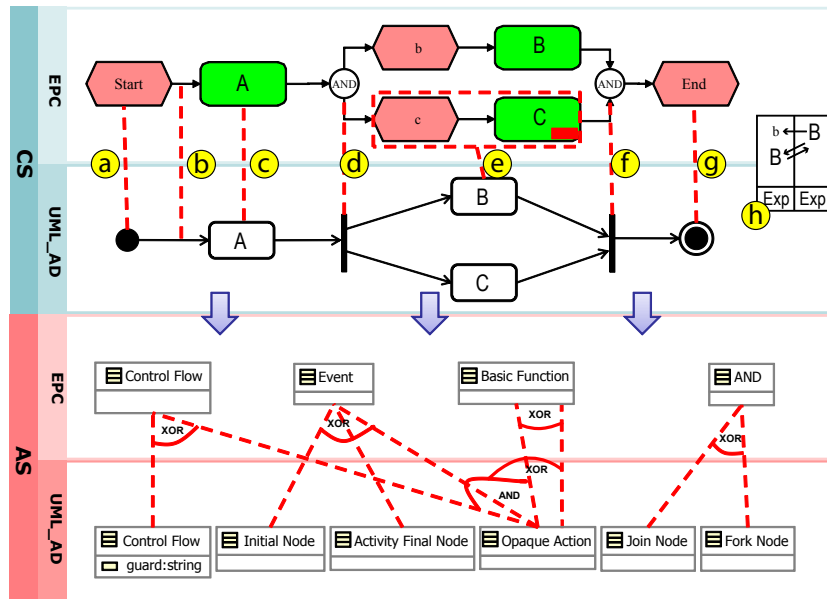 CS
EPC
Start
A
AND
b
B
c
C
AND
End
a
b
c
d
e
f
g
h
b B
B
Exp Exp
UML_AD
A
B
C
AS
EPC
Control Flow
Event
Basic Function
AND
XOR
XOR
XOR
XOR
XOR
AND
UML_AD
Control Flow
guard:string
Initial Node
Activity Final Node
Opaque Action
Join Node
Fork Node